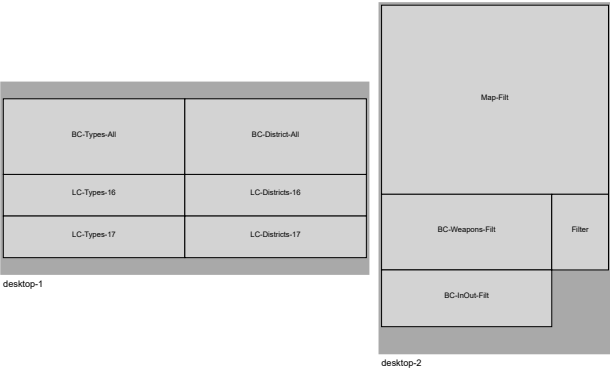 BC-Types-All
BC-District-All
LC-Types-16
LC-Districts-16
LC-Types-17
LC-Districts-17
desktop-1
Map-Filt
BC-Weapons-Filt
Filter
BC-InOut-Filt
desktop-2